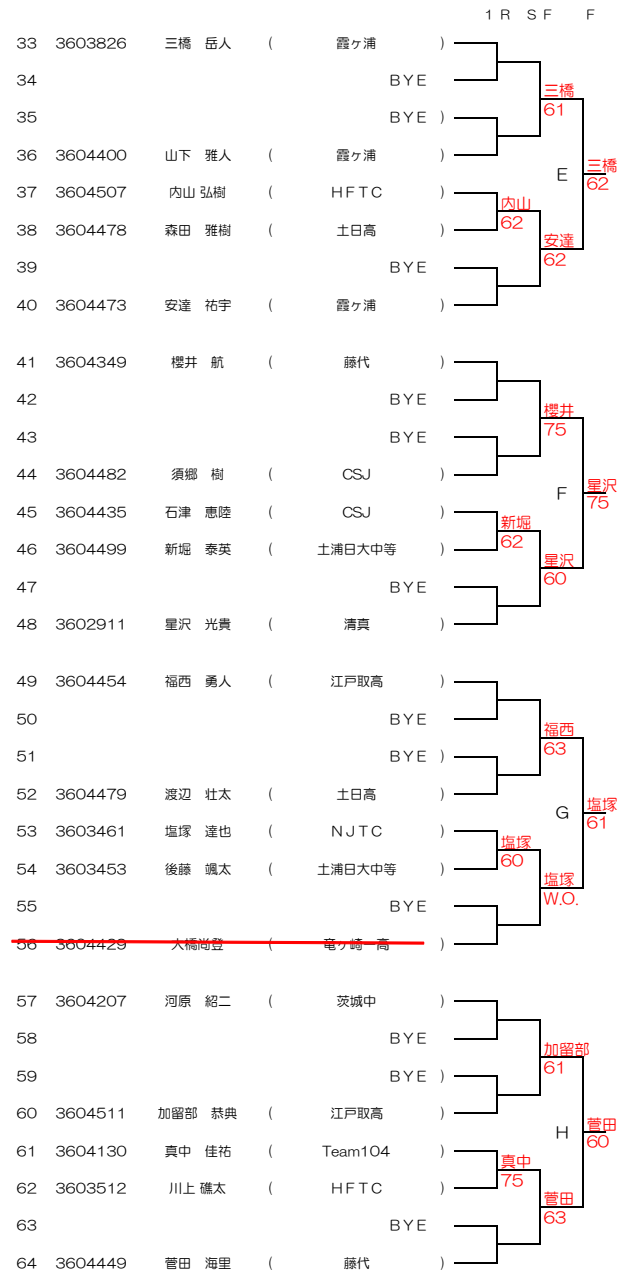 1R SF F
33 3603826 三橋 岳人 ( 霞ヶ浦 )
34 BYE
三橋
35 BYE )
61
36 3604400 山下 雅人 ( 霞ヶ浦 )
E 三橋
62
37 3604507 内山 弘樹 ( HFTC )
内山
62
38 3604478 森田 雅樹 ( 土日高 )
安達
62
39 BYE
40 3604473 安達 祐宇 ( 霞ヶ浦 )
41 3604349 櫻井 航 ( 藤代 )
42 BYE
櫻井
75
43 BYE
44 3604482 須郷 樹 ( CSJ )
F 星沢
75
45 3604435 石津 恵陸 ( CSJ )
新堀
62
46 3604499 新堀 泰英 ( 土浦日大中等 )
星沢
60
47 BYE
48 3602911 星沢 光貴 ( 清真 )
49 3604454 福西 勇人 ( 江戸取高 )
50 BYE
福西
63
51 BYE )
52 3604479 渡辺 壮太 ( 土日高 )
G 塩塚
61
53 3603461 塩塚 達也 ( NJTC )
塩塚
60
54 3603453 後藤 颯太 ( 土浦日大中等 )
塩塚
W.O.
55 BYE
56 3604429 大橋尚登 ( 竜ヶ崎一高 )
57 3604207 河原 紹二 ( 茨城中 )
58 BYE
加留部
61
59 BYE )
60 3604511 加留部 恭典 ( 江戸取高 )
H 菅田
60
61 3604130 真中 佳祐 ( Team104 )
真中
75
62 3603512 川上 礁太 ( HFTC )
菅田
63
63 BYE
64 3604449 菅田 海里 ( 藤代 )